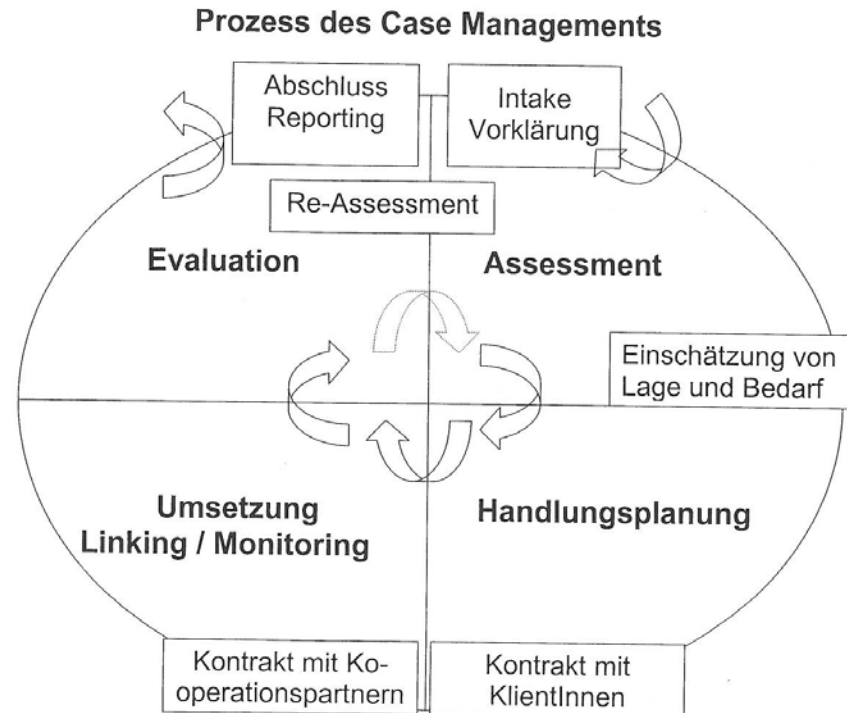 Prozess des Case Managements
Abschluss
Reporting
Intake
Vorklärung
Re-Assessment
Evaluation
Assessment
Einschätzung von
Lage und Bedarf
Umsetzung
Linking / Monitoring
Handlungsplanung
Kontrakt mit Ko-
operationspartnern
Kontrakt mit
KlientInnen